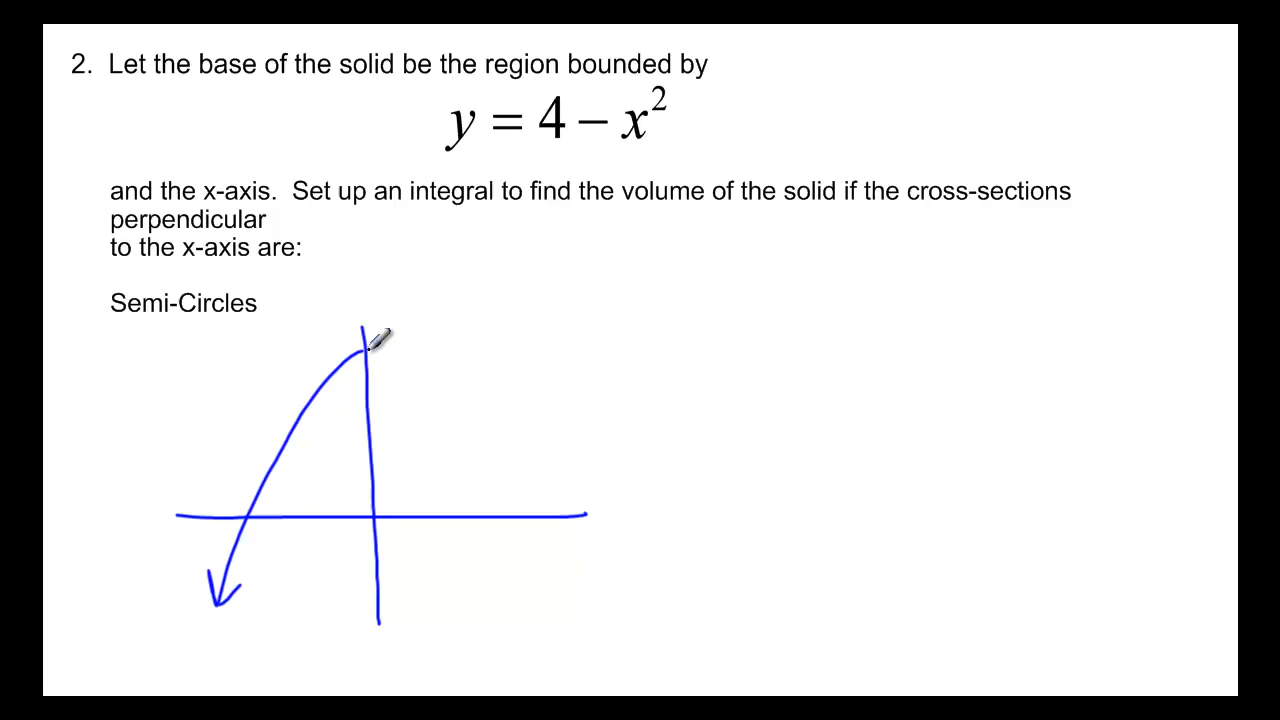 2. Let the base of the solid be the region bounded by
y = 4 − x²
and the x-axis. Set up an integral to find the volume of the solid if the cross-sections
perpendicular
to the x-axis are:
Semi-Circles